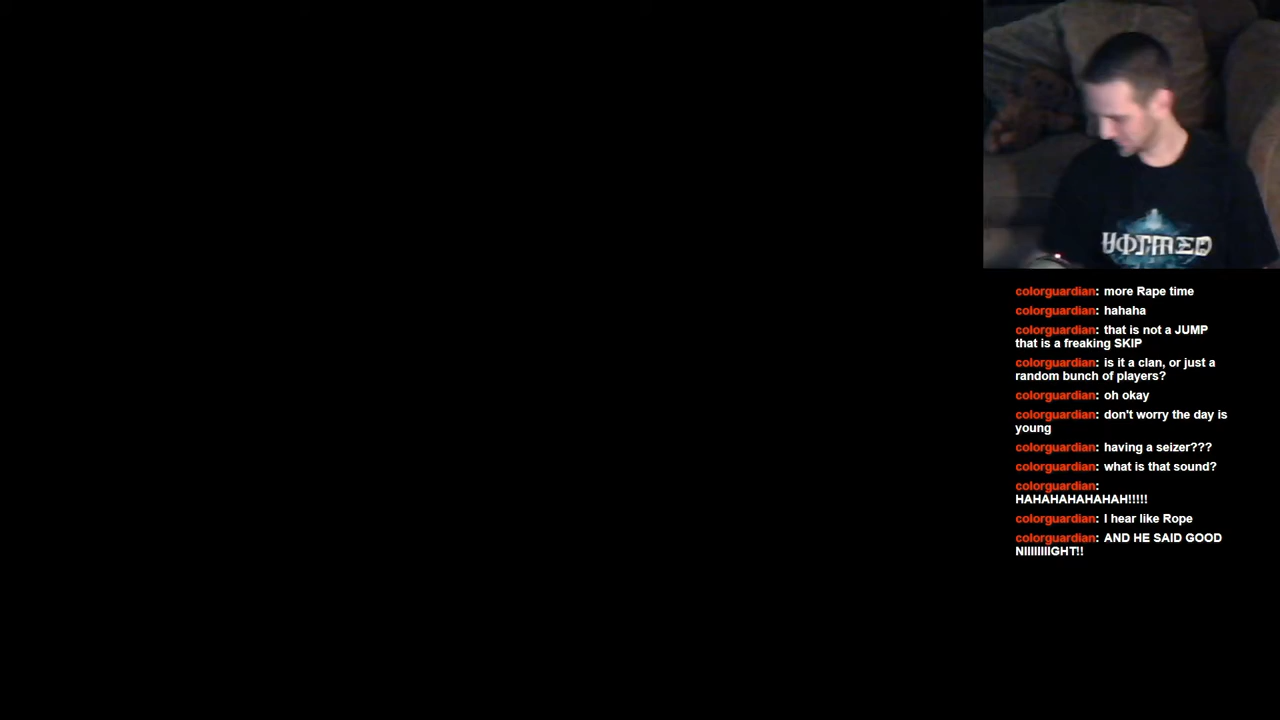 colorguardian: more Rape time
colorguardian: hahaha
colorguardian: that is not a JUMP
that is a freaking SKIP
colorguardian: is it a clan, or just a
random bunch of players?
colorguardian: oh okay
colorguardian: don't worry the day is
young
colorguardian: having a seizer???
colorguardian: what is that sound?
colorguardian:
HAHAHAHAHAHAH!!!!!
colorguardian: I hear like Rope
colorguardian: AND HE SAID GOOD
NIIIIIIIIGHT!!